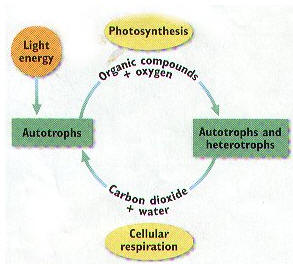 Photosynthesis
Light
energy
Organic compounds
+ oxygen
Autotrophs
Autotrophs and
heterotrophs
Carbon dioxide
+ water
Cellular
respiration